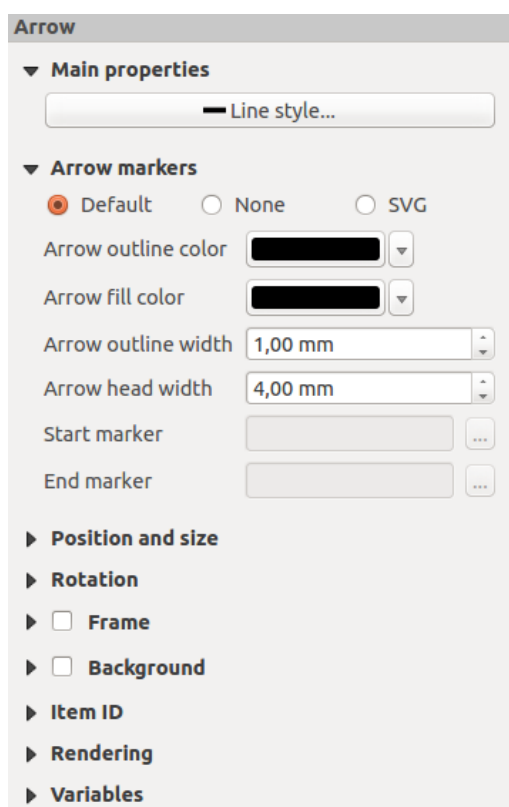 Arrow
Main properties
Line style...
Arrow markers
Default None SVG
Arrow outline color
Arrow fill color
Arrow outline width 1,00 mm
Arrow head width 4,00 mm
Start marker ...
End marker ...
Position and size
Rotation
Frame
Background
Item ID
Rendering
Variables